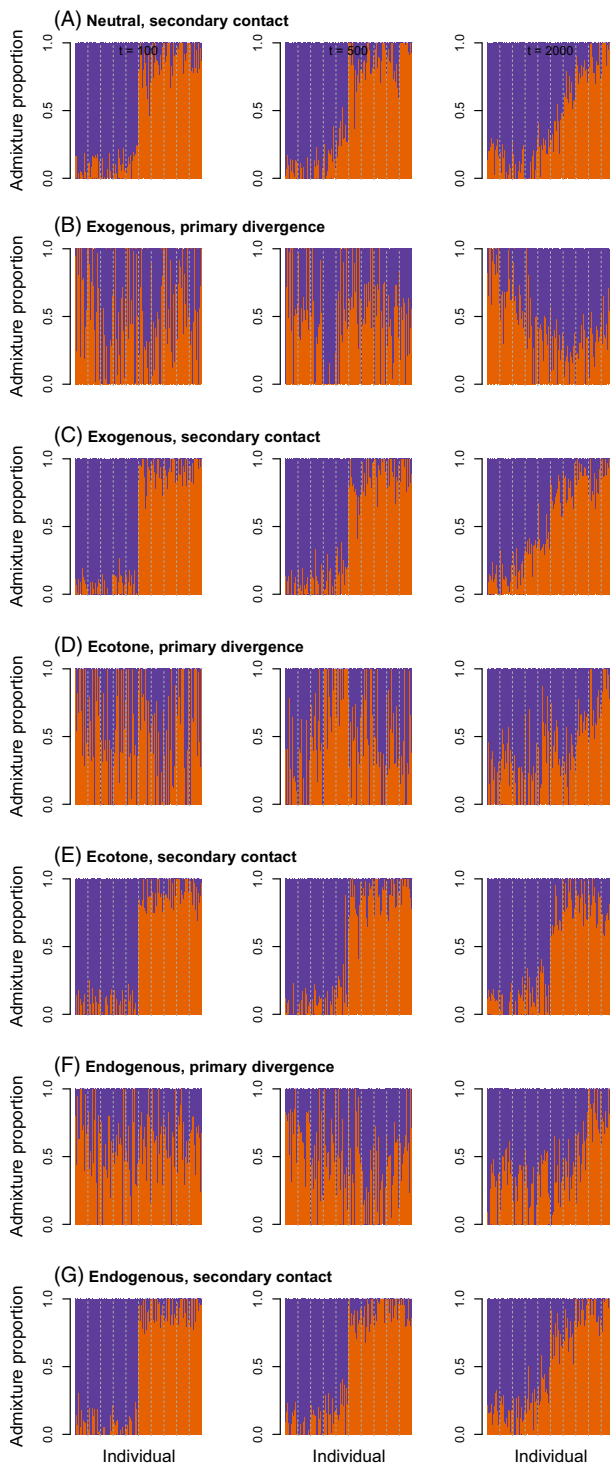 (A) Neutral, secondary contact
t = 100 t = 500 t = 2000
Admixture proportion
0.0 0.5 1.0
0.0 0.5 1.0
0.0 0.5 1.0
(B) Exogenous, primary divergence
Admixture proportion
0.0 0.5 1.0
0.0 0.5 1.0
0.0 0.5 1.0
(C) Exogenous, secondary contact
Admixture proportion
0.0 0.5 1.0
0.0 0.5 1.0
0.0 0.5 1.0
(D) Ecotone, primary divergence
Admixture proportion
0.0 0.5 1.0
0.0 0.5 1.0
0.0 0.5 1.0
(E) Ecotone, secondary contact
Admixture proportion
0.0 0.5 1.0
0.0 0.5 1.0
0.0 0.5 1.0
(F) Endogenous, primary divergence
Admixture proportion
0.0 0.5 1.0
0.0 0.5 1.0
0.0 0.5 1.0
(G) Endogenous, secondary contact
Admixture proportion
0.0 0.5 1.0
0.0 0.5 1.0
0.0 0.5 1.0
Individual Individual Individual